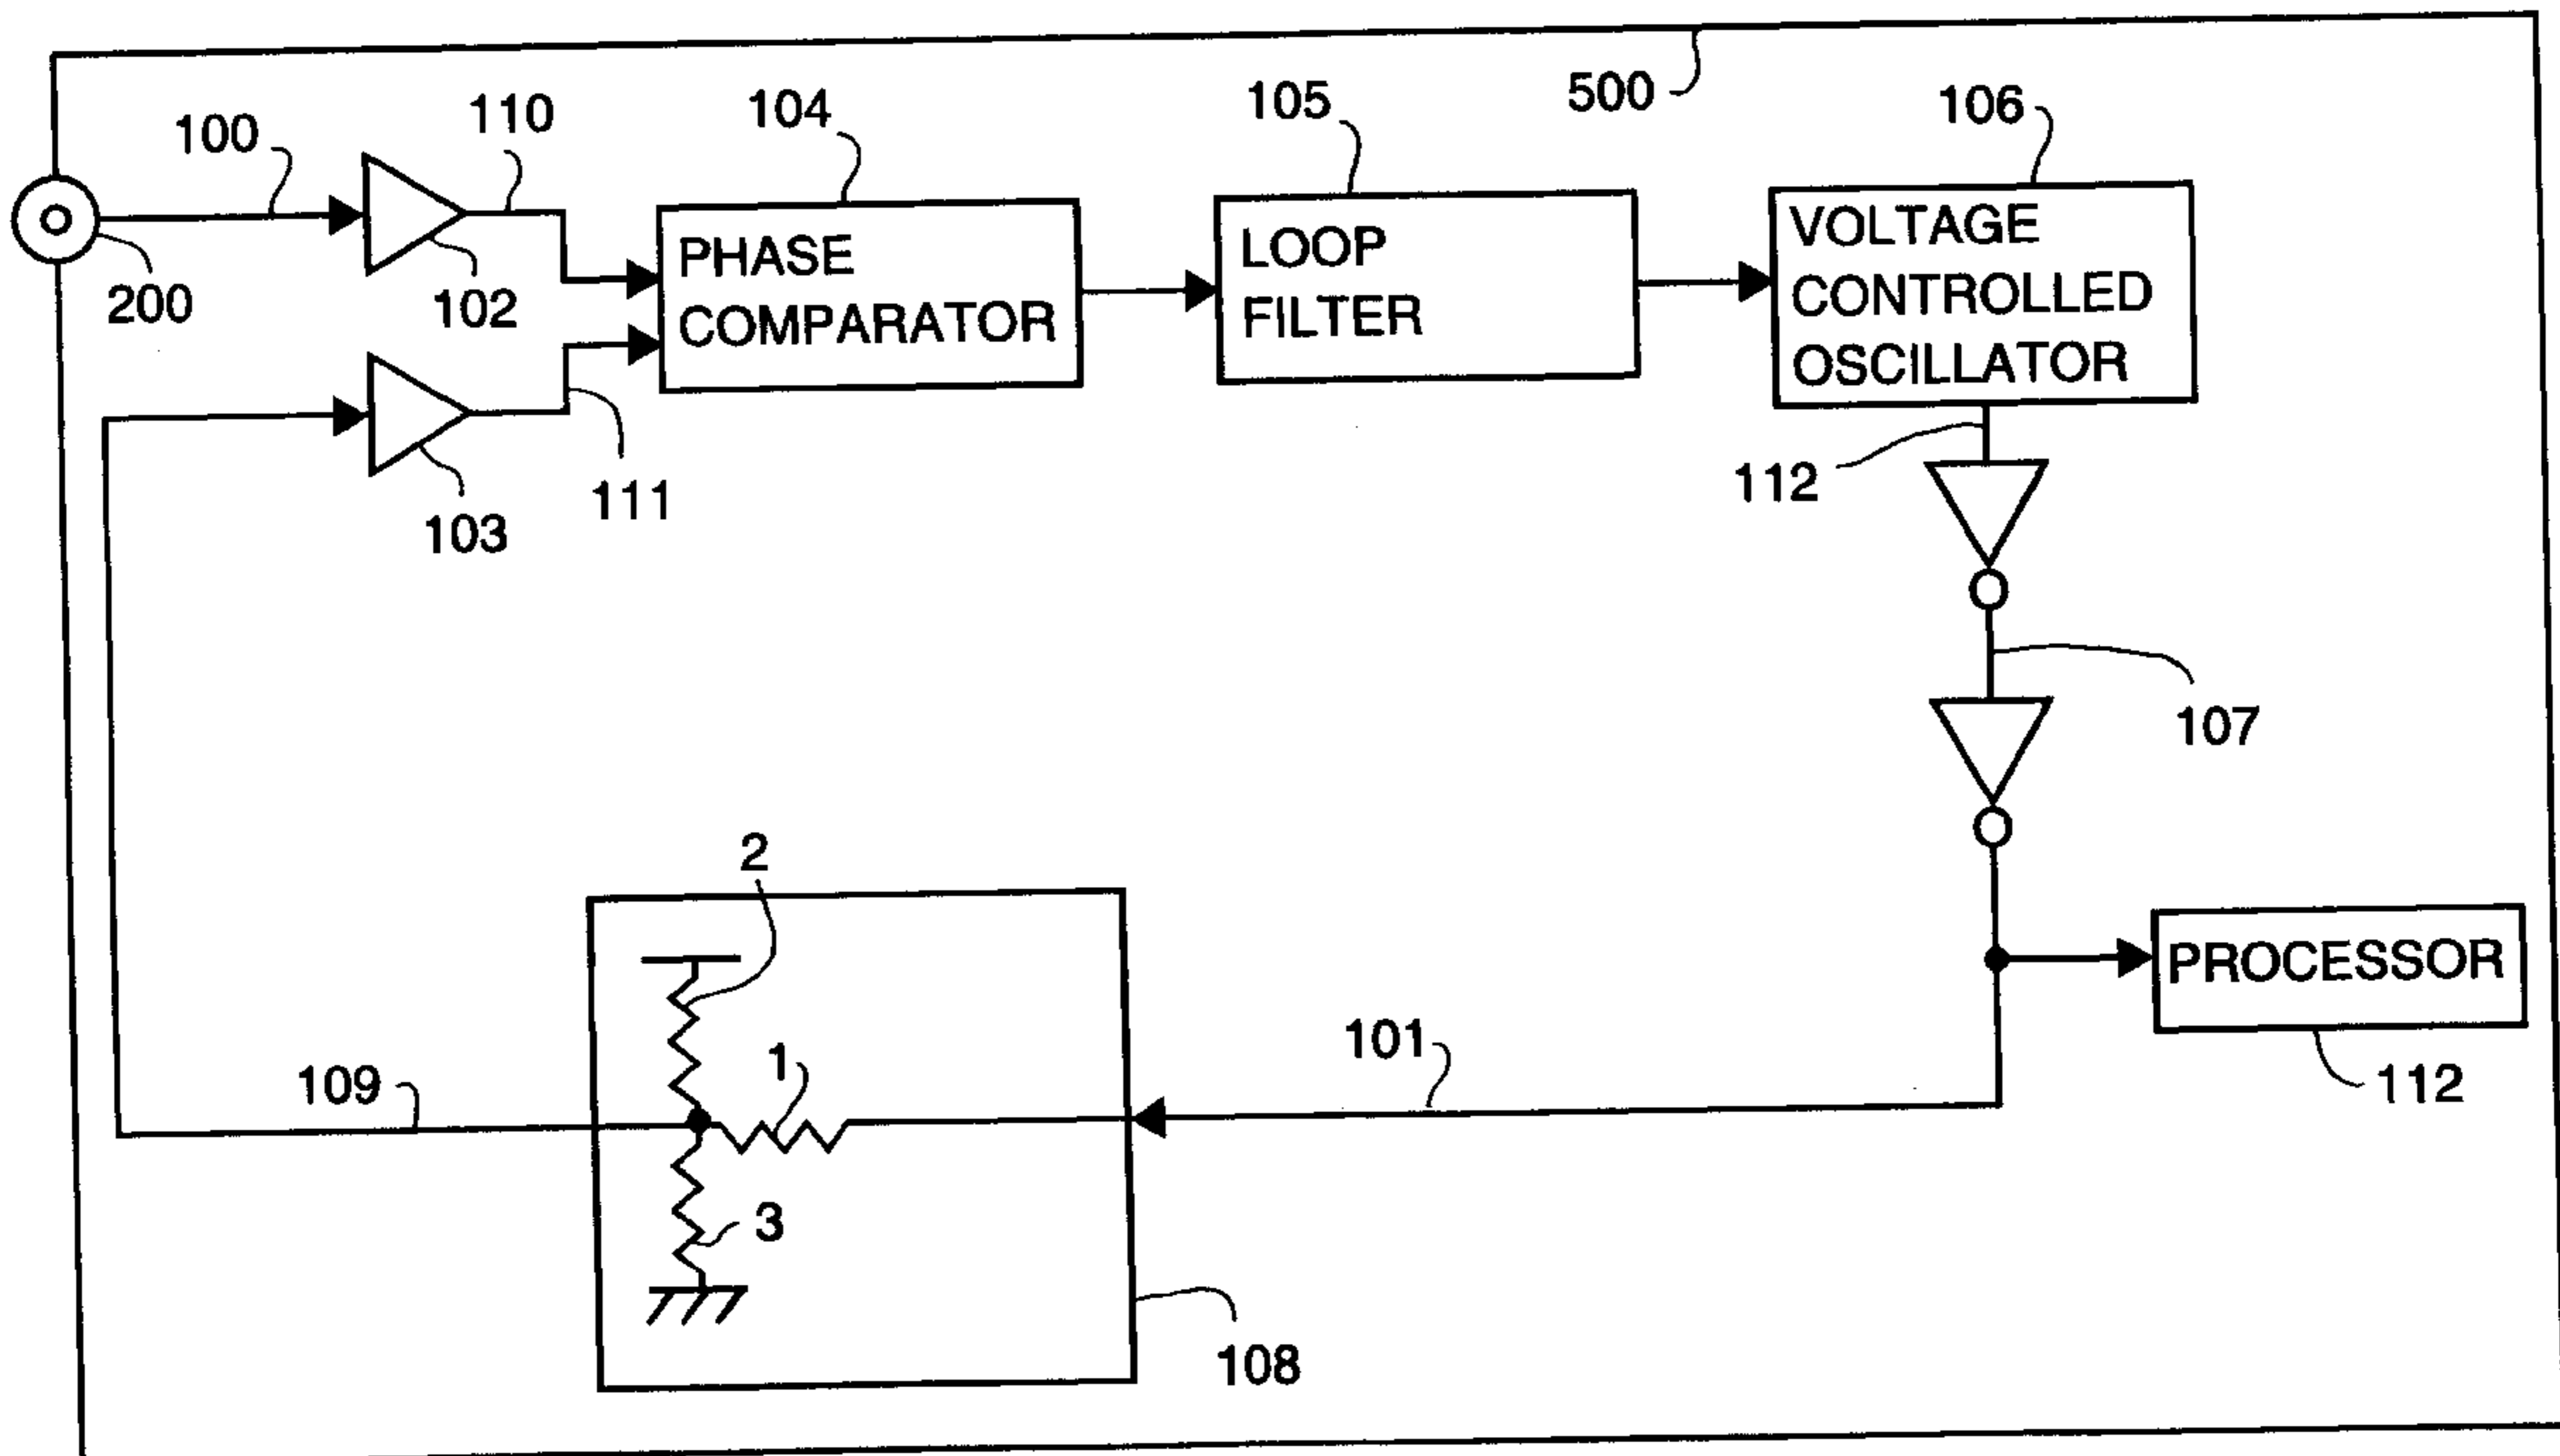 500
100
110
104
105
106
200
102
PHASE
COMPARATOR
LOOP
FILTER
VOLTAGE
CONTROLLED
OSCILLATOR
103
111
112
107
2
PROCESSOR
1
101
109
112
3
108